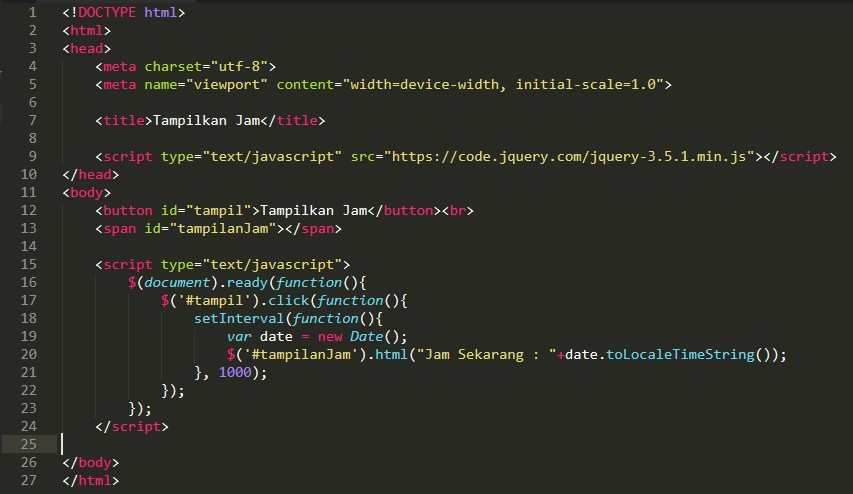 1 <!DOCTYPE html>
2 <html>
3 <head>
4     <meta charset="utf-8">
5     <meta name="viewport" content="width=device-width, initial-scale=1.0">
6
7     <title>Tampilkan Jam</title>
8
9     <script type="text/javascript" src="https://code.jquery.com/jquery-3.5.1.min.js"></script>
10 </head>
11 <body>
12     <button id="tampil">Tampilkan Jam</button><br>
13     <span id="tampilanJam"></span>
14
15     <script type="text/javascript">
16         $(document).ready(function(){
17             $('#tampil').click(function(){
18                 setInterval(function(){
19                     var date = new Date();
20                     $('#tampilanJam').html("Jam Sekarang : "+date.toLocaleTimeString());
21                 }, 1000);
22             });
23         });
24     </script>
25
26 </body>
27 </html>